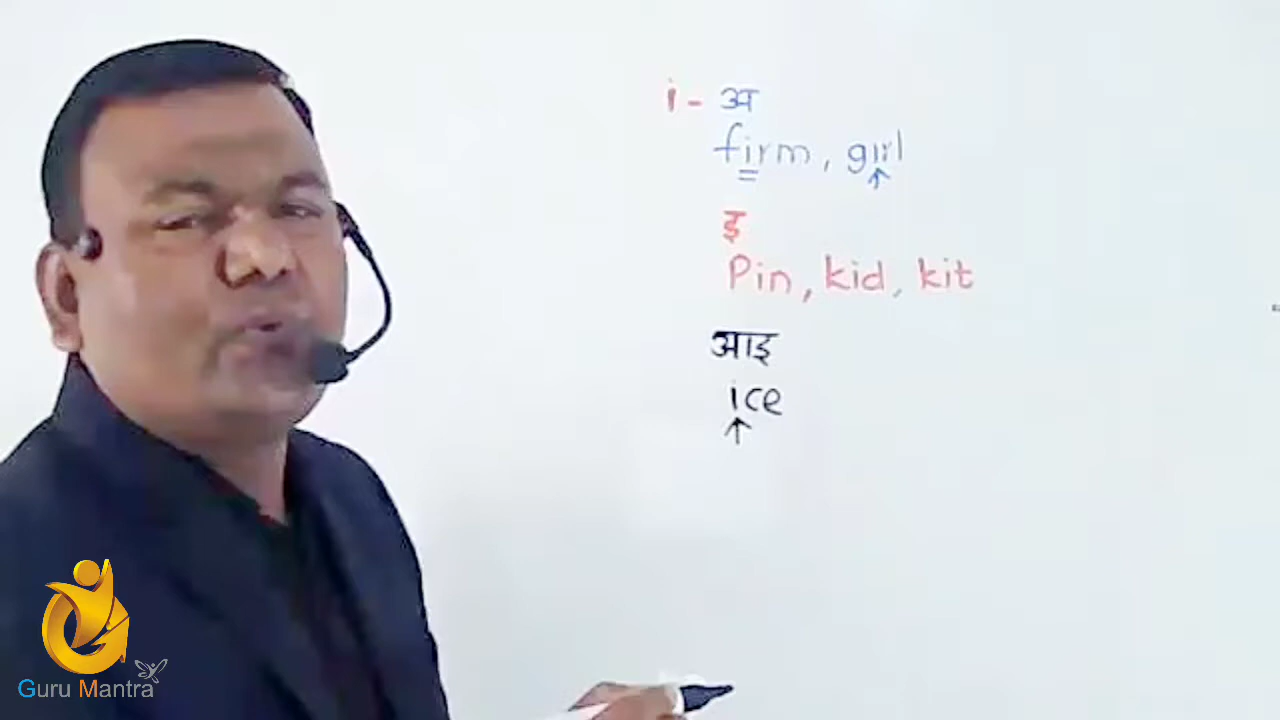 i - अ
firm, girl
इ
Pin, kid, kit
आइ
ice
Guru Mantra